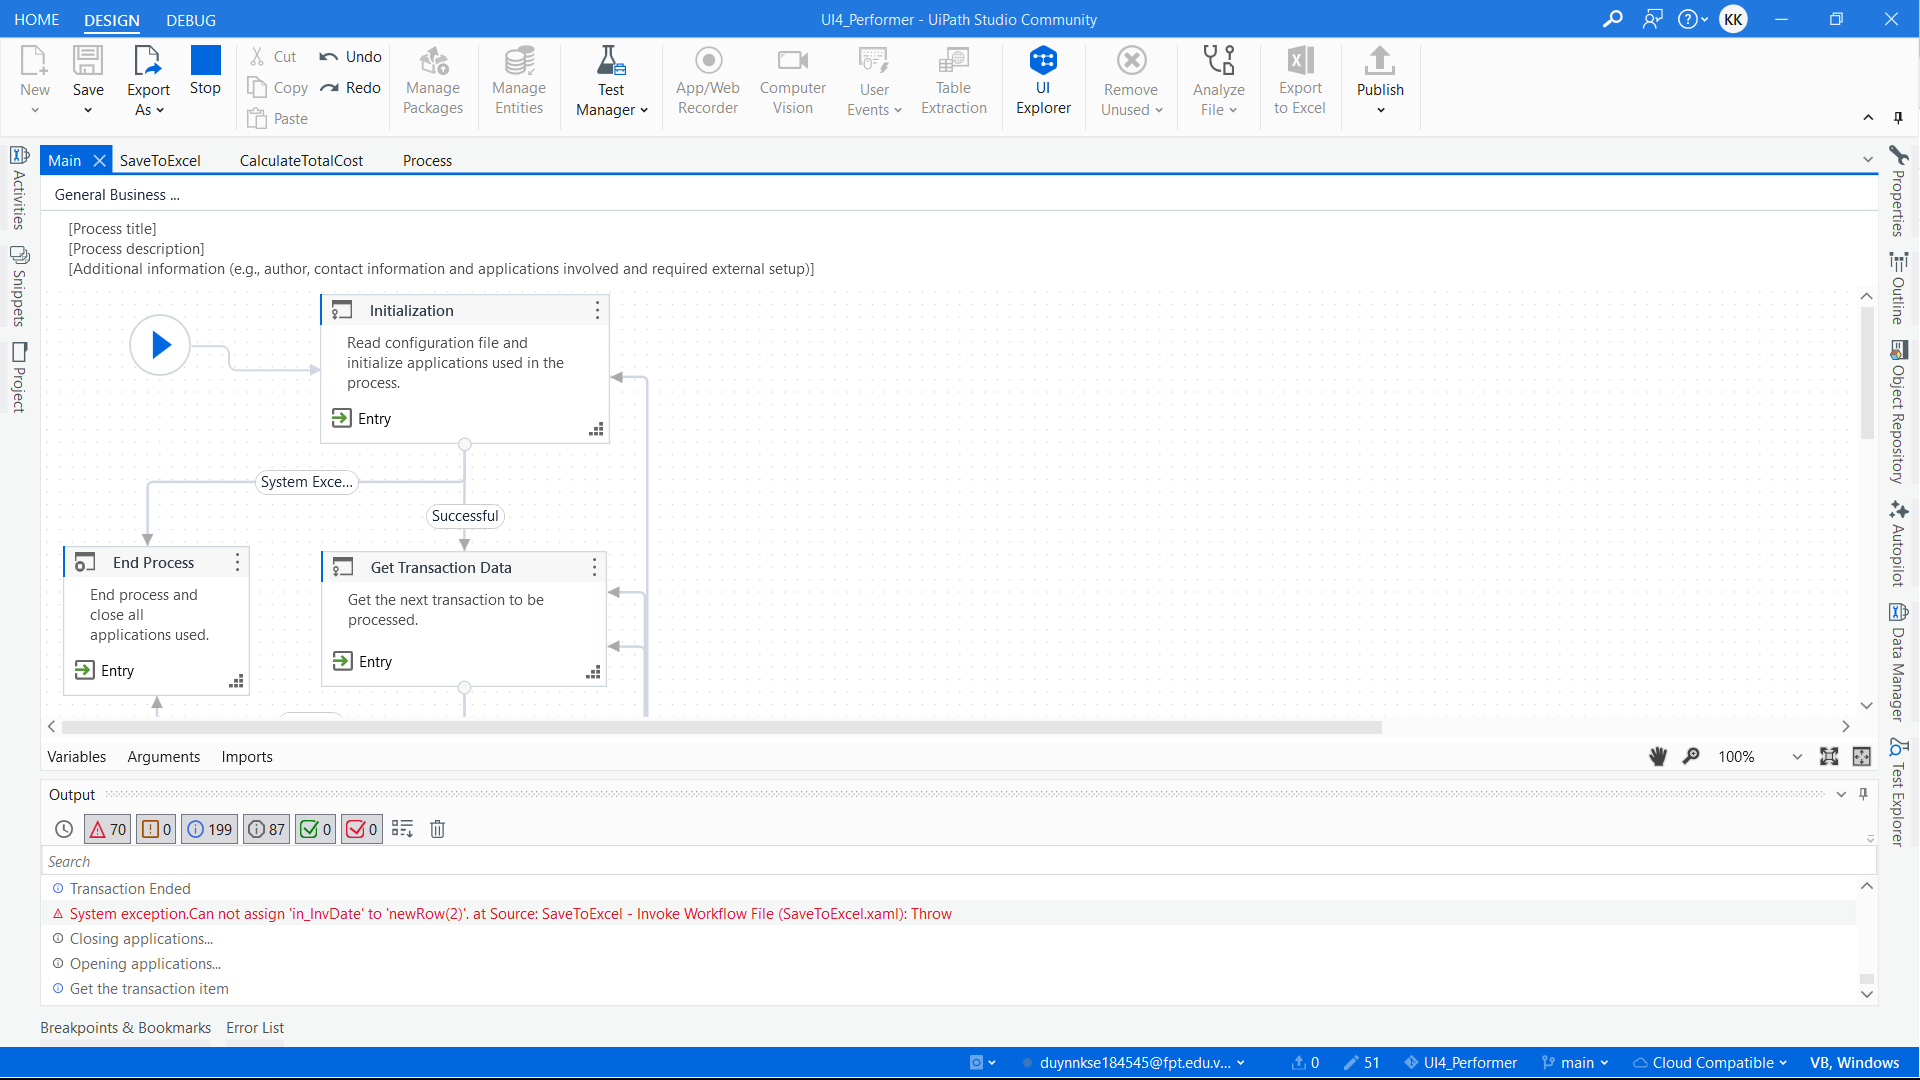 HOME DESIGN DEBUG UI4_Performer - UiPath Studio Community KK
New Save Export As Stop Cut Copy Paste Undo Redo Manage Packages Manage Entities Test Manager App/Web Recorder Computer Vision User Events Table Extraction UI Explorer Remove Unused Analyze File Export to Excel Publish
Main SaveToExcel CalculateTotalCost Process
General Business ...
[Process title]
[Process description]
[Additional information (e.g., author, contact information and applications involved and required external setup)]
Initialization
Read configuration file and
initialize applications used in the
process.
Entry
System Exce...
Successful
End Process
End process and
close all
applications used.
Entry
Get Transaction Data
Get the next transaction to be
processed.
Entry
Variables Arguments Imports 100%
Output
70 0 199 87 0 0
Search
Transaction Ended
System exception.Can not assign 'in_InvDate' to 'newRow(2)'. at Source: SaveToExcel - Invoke Workflow File (SaveToExcel.xaml): Throw
Closing applications...
Opening applications...
Get the transaction item
Breakpoints & Bookmarks Error List
duynnkse184545@fpt.edu.v... 0 51 UI4_Performer main Cloud Compatible VB, Windows
Activities
Snippets
Project
Properties
Outline
Object Repository
Autopilot
Data Manager
Test Explorer